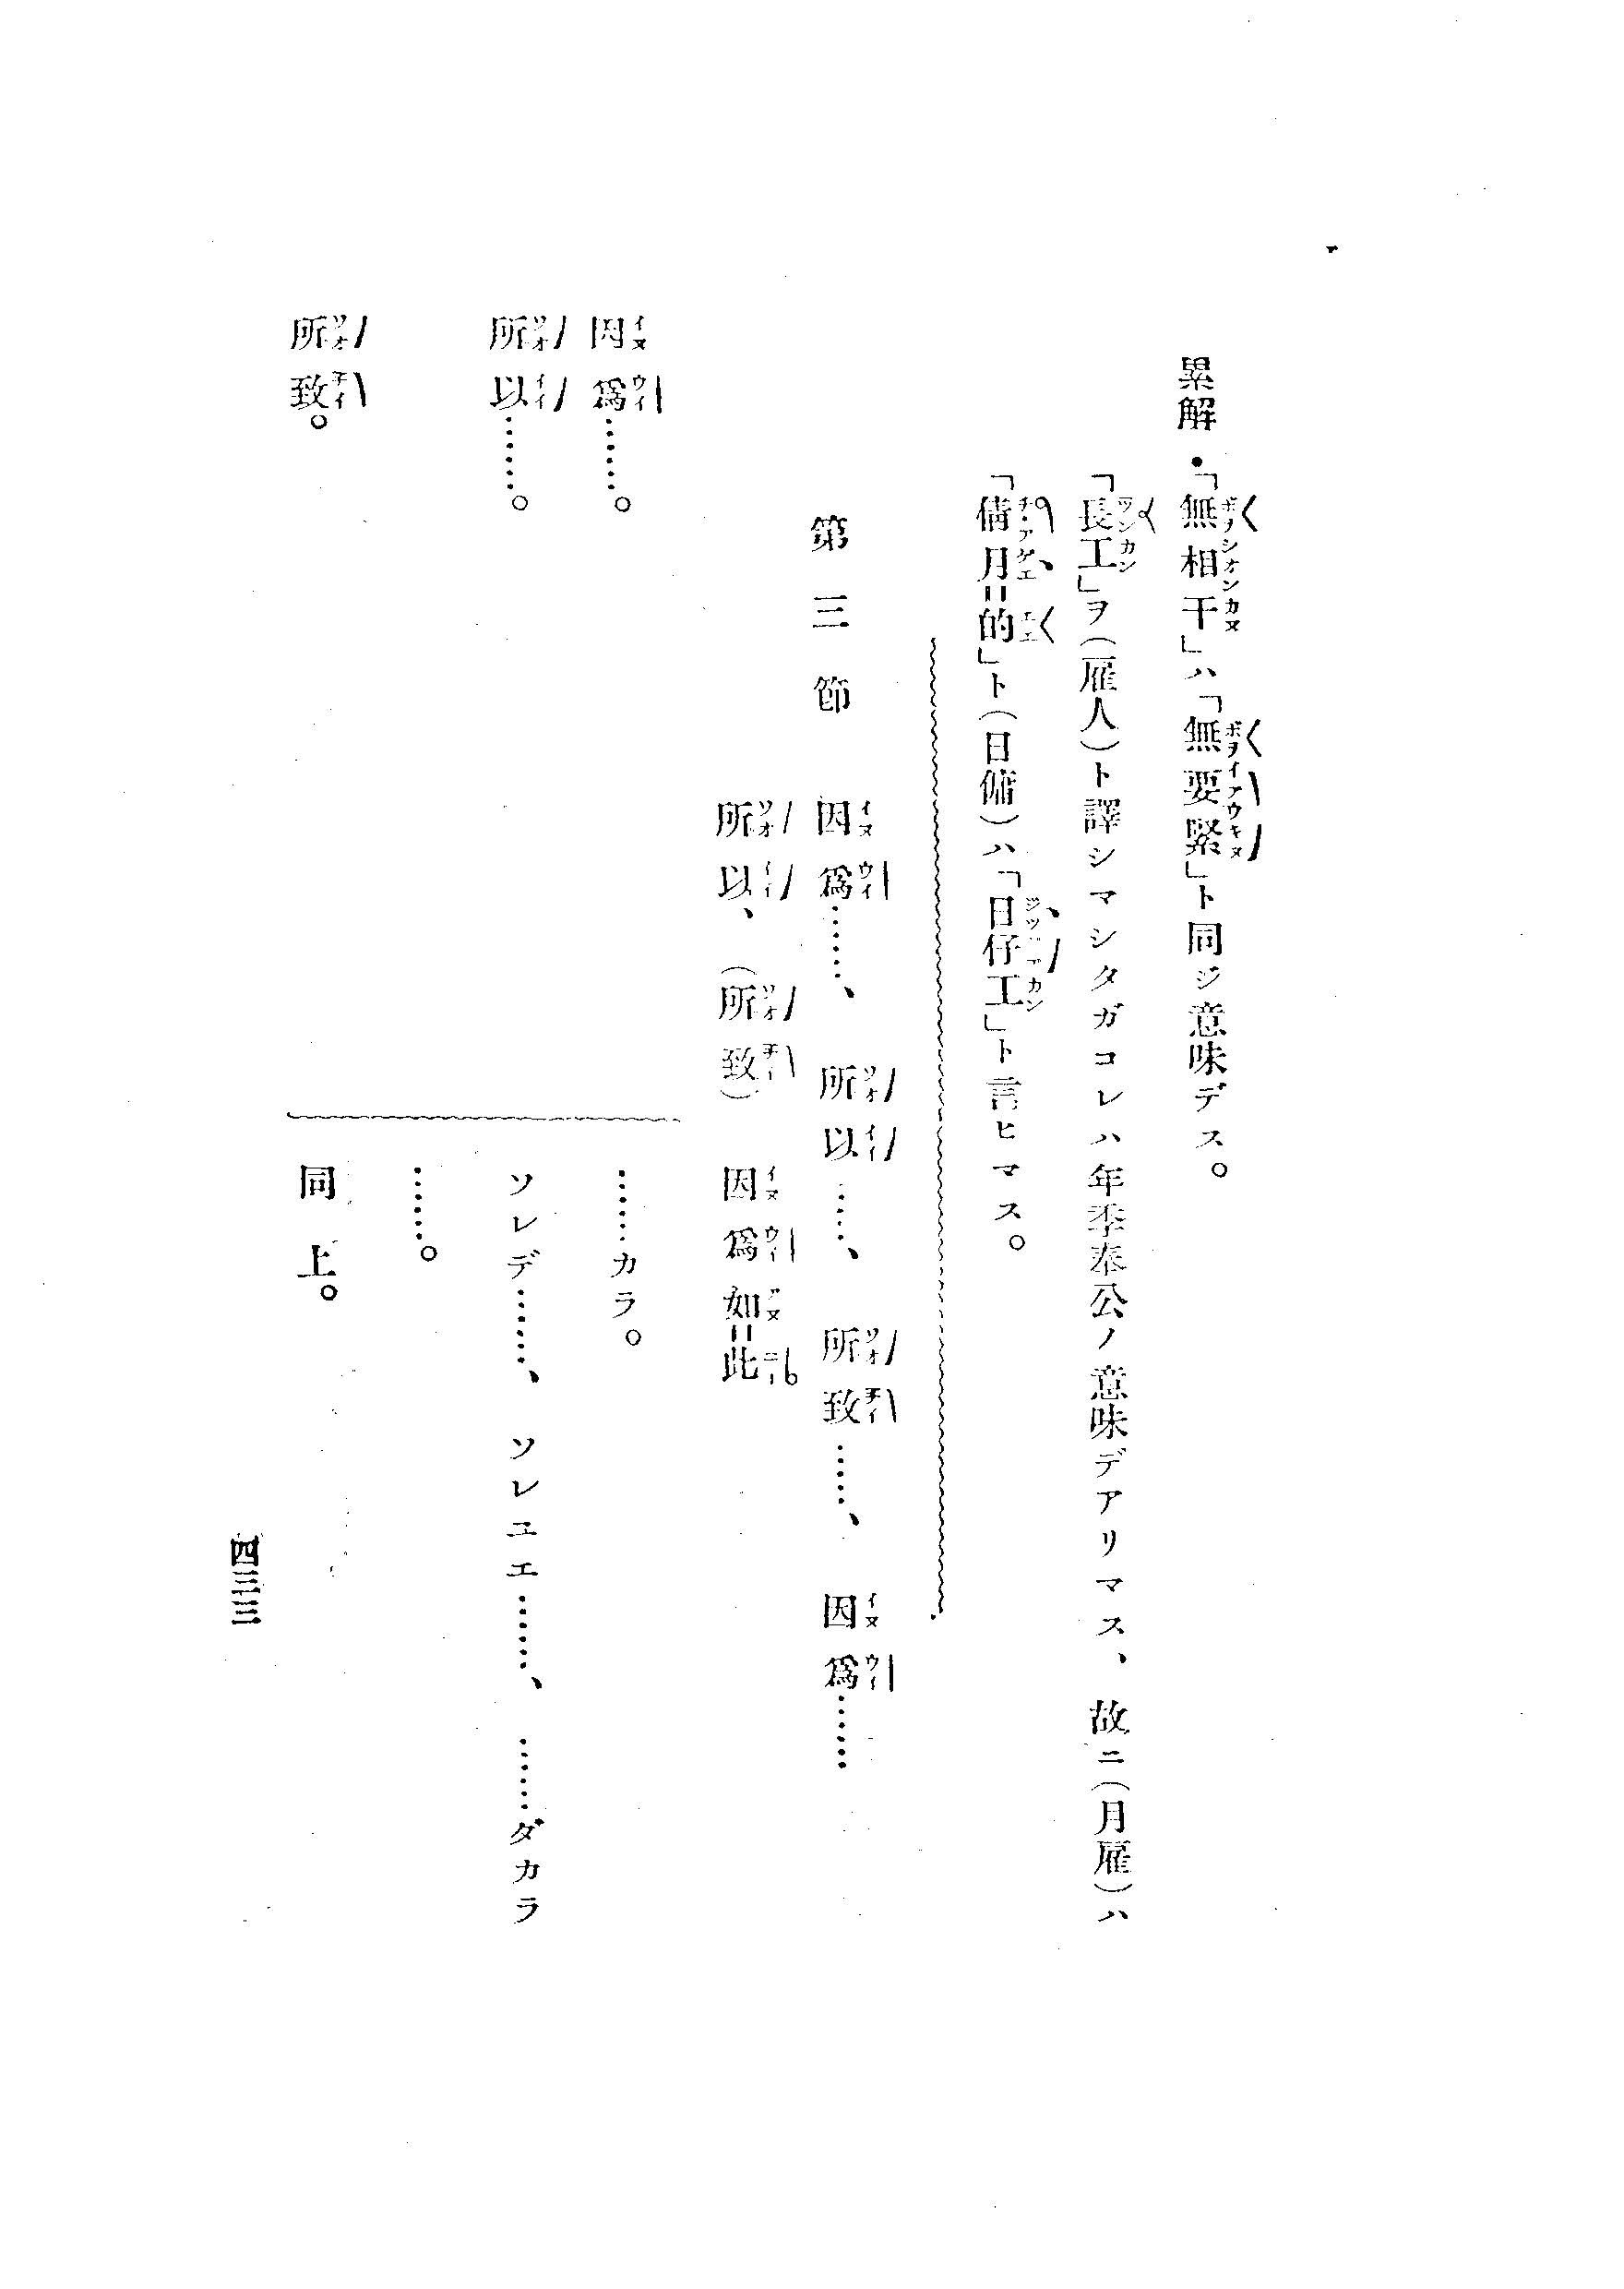 累解・「無相干」ハ「無要緊」ト同ジ意味デス。
「長工」ヲ（雇人）ト譯シマシタガコレハ年季奉公ノ意味デアリマス、故ニ（月雇）ハ
「倩月＝的」ト（日傭）ハ「日仔工」ト言ヒマス。
第三節　因爲……、　所以……、　所致……、　因爲……
所以、（所致）　因爲如＝此
因爲……。　……カラ。
所以……。　ソレデ……、　ソレユエ……、　……ダカラ
……。
所致。　同上。
四三三